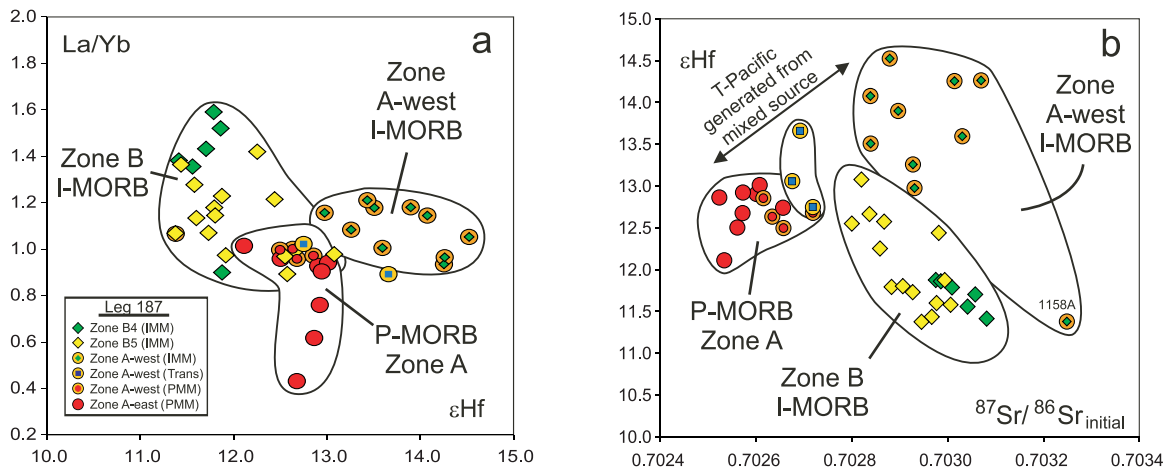 2.0
1.8
1.6
1.4
1.2
1.0
0.8
0.6
0.4
0.2
10.0
11.0
12.0
13.0
14.0
15.0
La/Yb
a
Zone
A-west
I-MORB
Zone B
I-MORB
P-MORB
Zone A
εHf
Leg 187
Zone B4 (IMM)
Zone B5 (IMM)
Zone A-west (IMM)
Zone A-west (Trans)
Zone A-west (PMM)
Zone A-east (PMM)
15.0
14.5
14.0
13.5
13.0
12.5
12.0
11.5
11.0
10.0
0.7024
0.7026
0.7028
0.7030
0.7032
0.7034
εHf
b
T-Pacific
generated from
mixed source
Zone
A-west
I-MORB
P-MORB
Zone A
Zone B
I-MORB
1158A
87Sr/ 86Srinitial